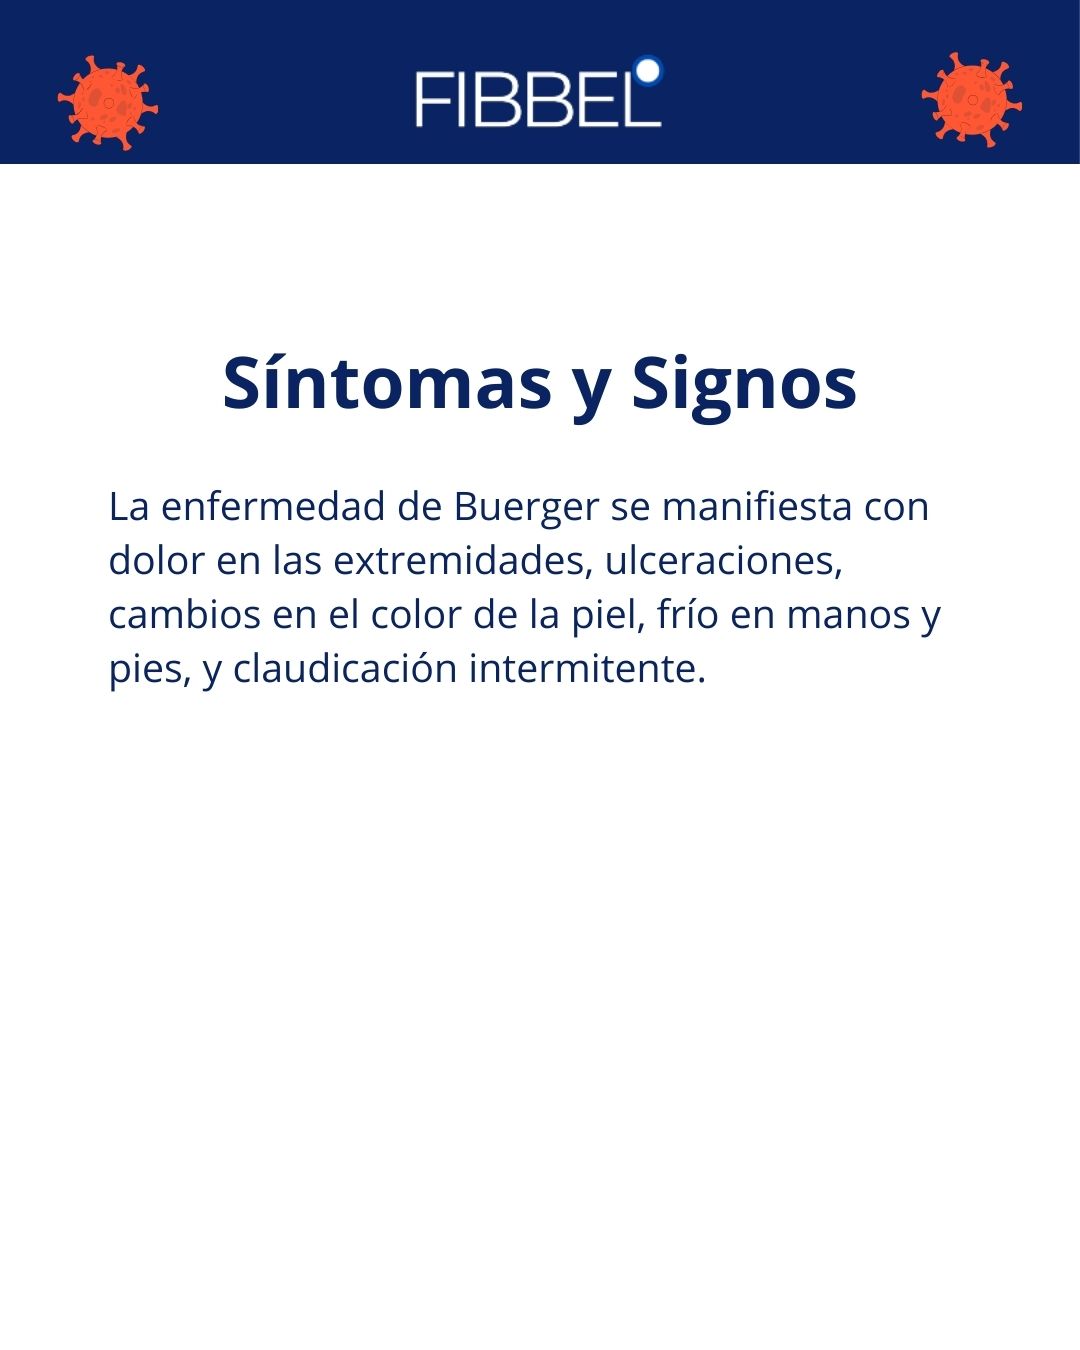 FIBBEL
Síntomas y Signos
La enfermedad de Buerger se manifiesta con
dolor en las extremidades, ulceraciones,
cambios en el color de la piel, frío en manos y
pies, y claudicación intermitente.